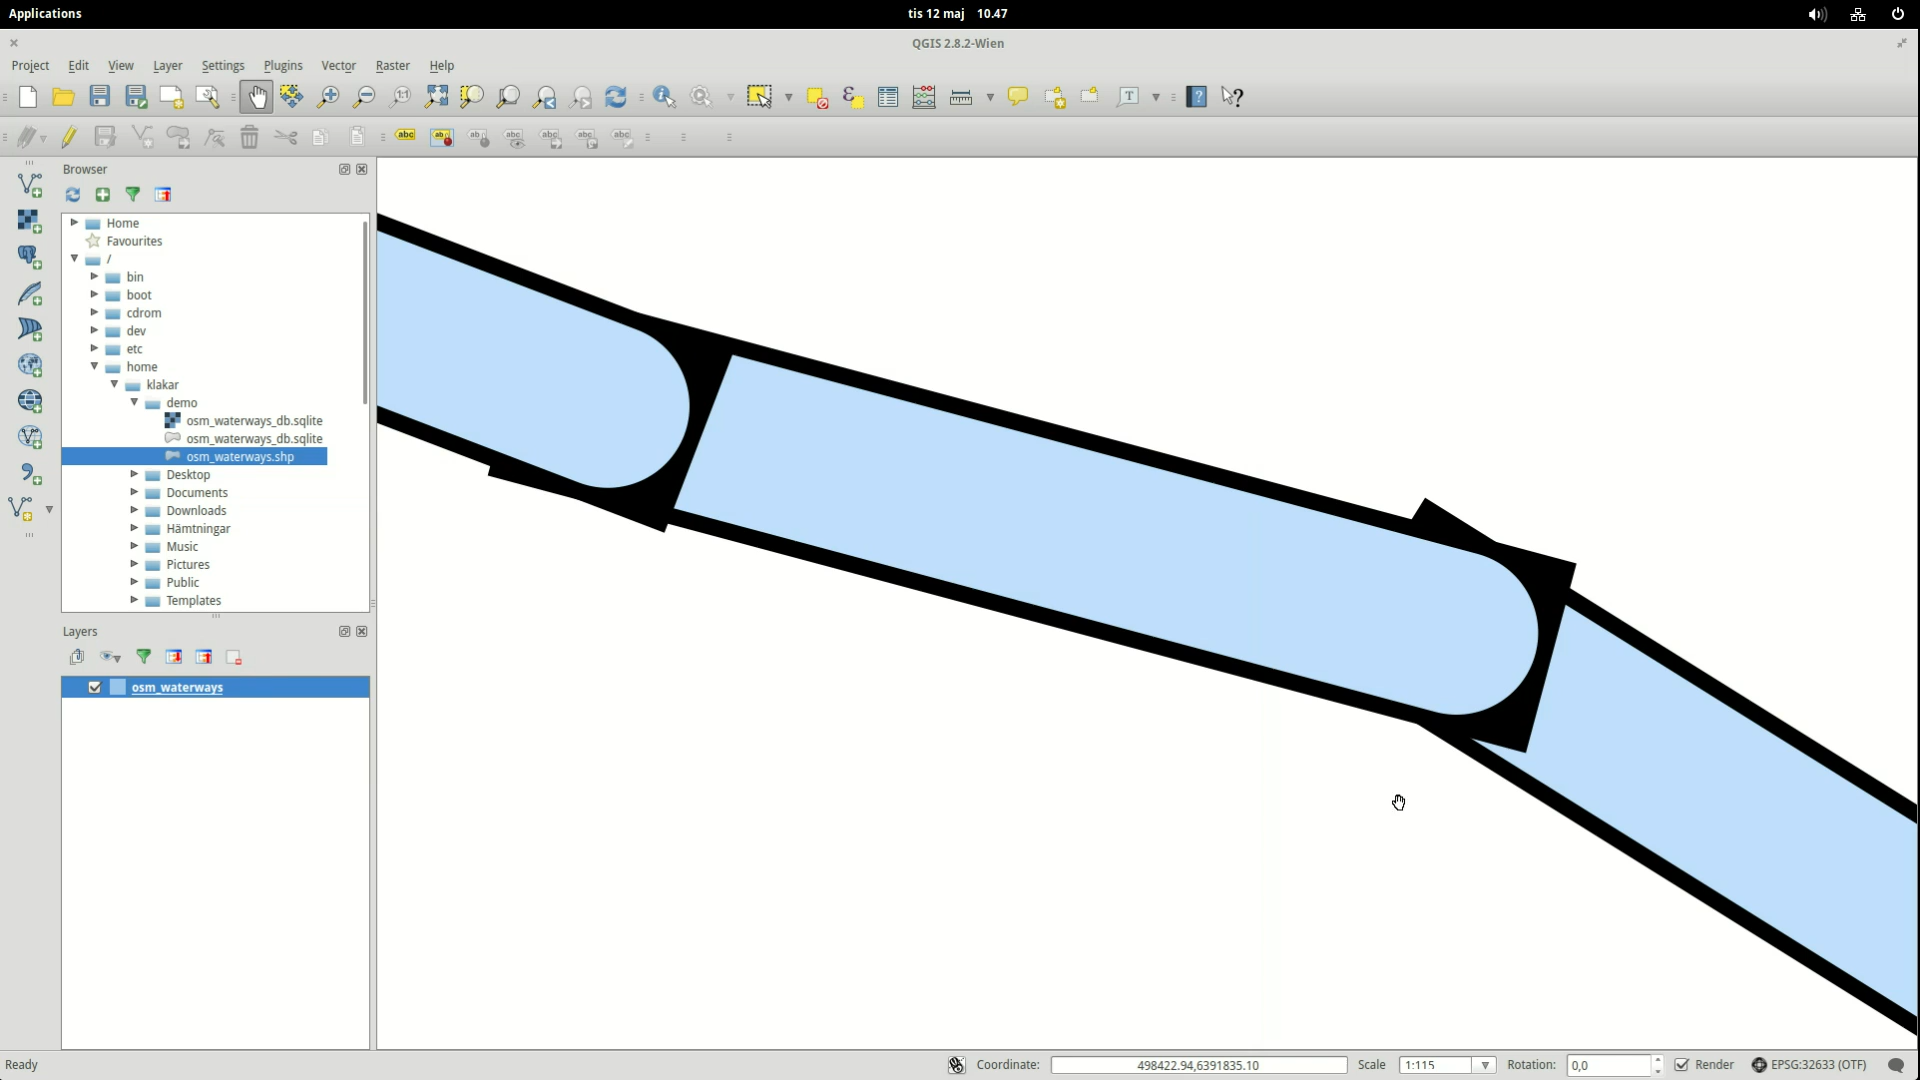 Applications
tis 12 maj 10.47
QGIS 2.8.2-Wien
Project Edit View Layer Settings Plugins Vector Raster Help
Browser
Home
Favourites
/
bin
boot
cdrom
dev
etc
home
klakar
demo
osm_waterways_db.sqlite
osm_waterways_db.sqlite
osm_waterways.shp
Desktop
Documents
Downloads
Hämtningar
Music
Pictures
Public
Templates
Layers
osm_waterways
Ready
Coordinate: 498422.94,6391835.10 Scale 1:115 Rotation: 0,0 Render EPSG:32633 (OTF)